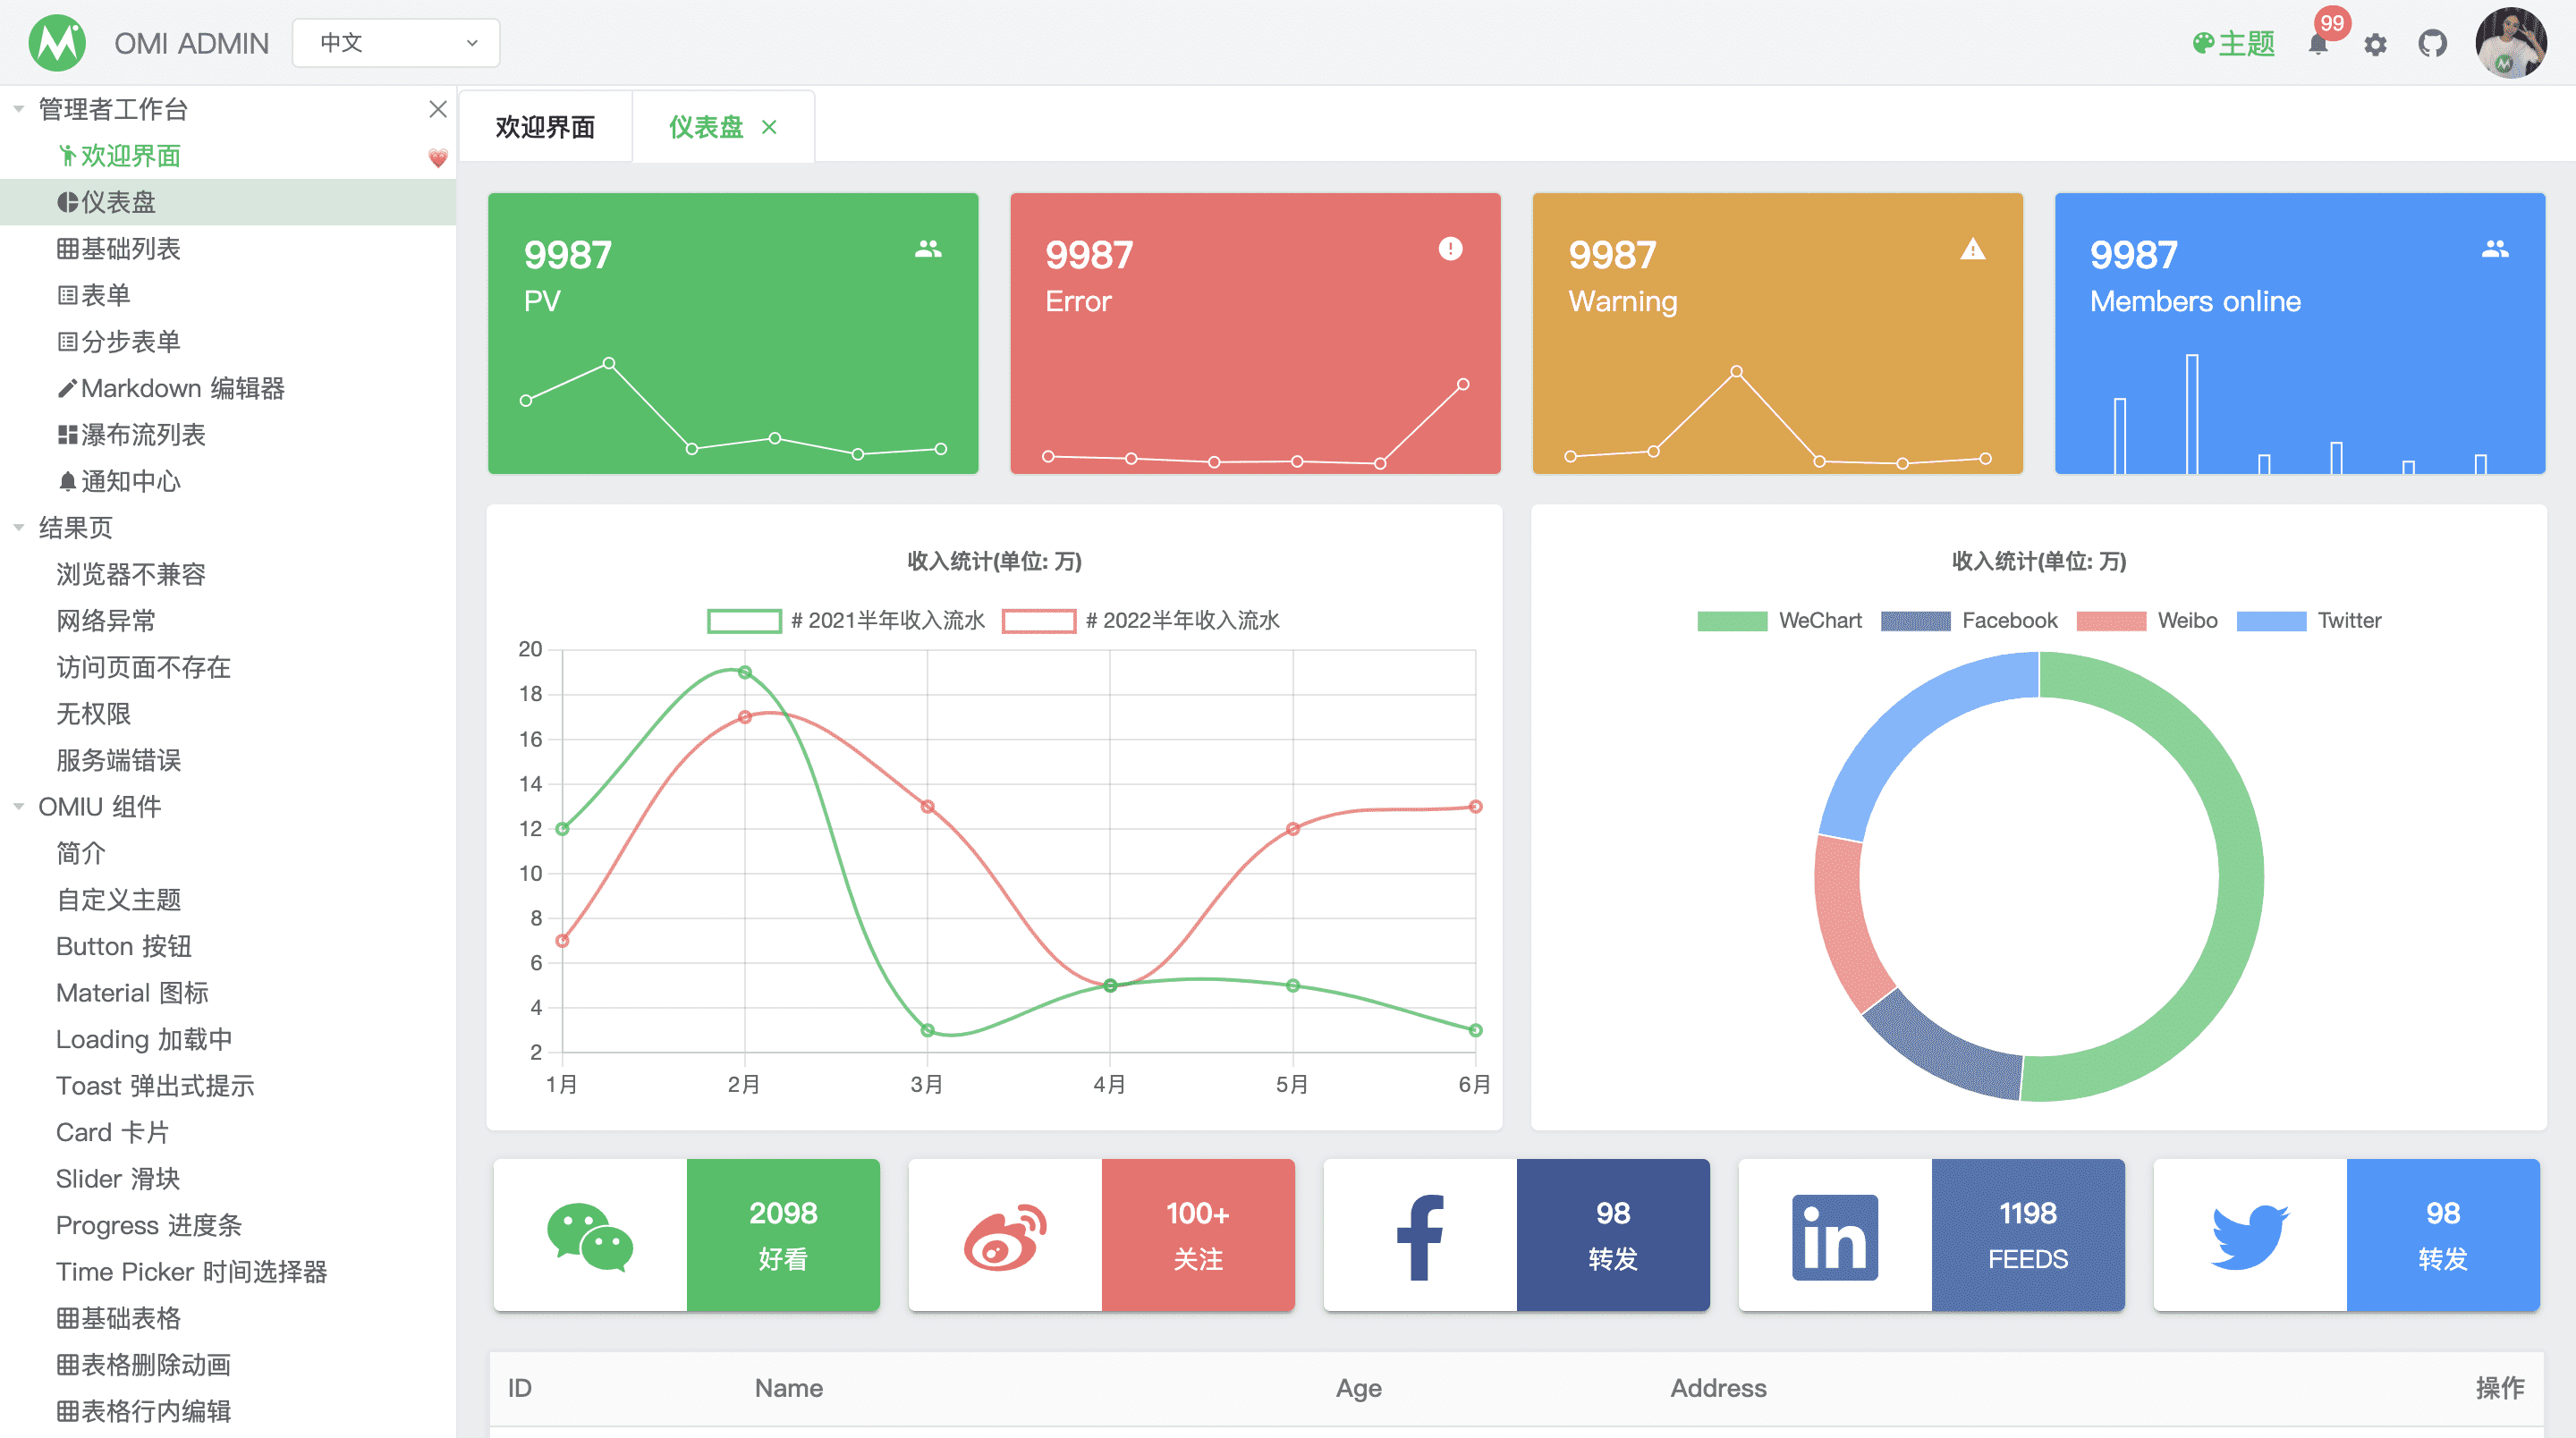 OMI ADMIN
中文
主题
99
管理者工作台
欢迎界面
仪表盘
基础列表
表单
分步表单
Markdown 编辑器
瀑布流列表
通知中心
结果页
浏览器不兼容
网络异常
访问页面不存在
无权限
服务端错误
OMIU 组件
简介
自定义主题
Button 按钮
Material 图标
Loading 加载中
Toast 弹出式提示
Card 卡片
Slider 滑块
Progress 进度条
Time Picker 时间选择器
基础表格
表格删除动画
表格行内编辑
欢迎界面
仪表盘
9987
PV
9987
Error
9987
Warning
9987
Members online
收入统计(单位: 万)
# 2021半年收入流水
# 2022半年收入流水
20
18
16
14
12
10
8
6
4
2
1月
2月
3月
4月
5月
6月
收入统计(单位: 万)
WeChart
Facebook
Weibo
Twitter
2098
好看
100+
关注
98
转发
in
1198
FEEDS
98
转发
ID
Name
Age
Address
操作